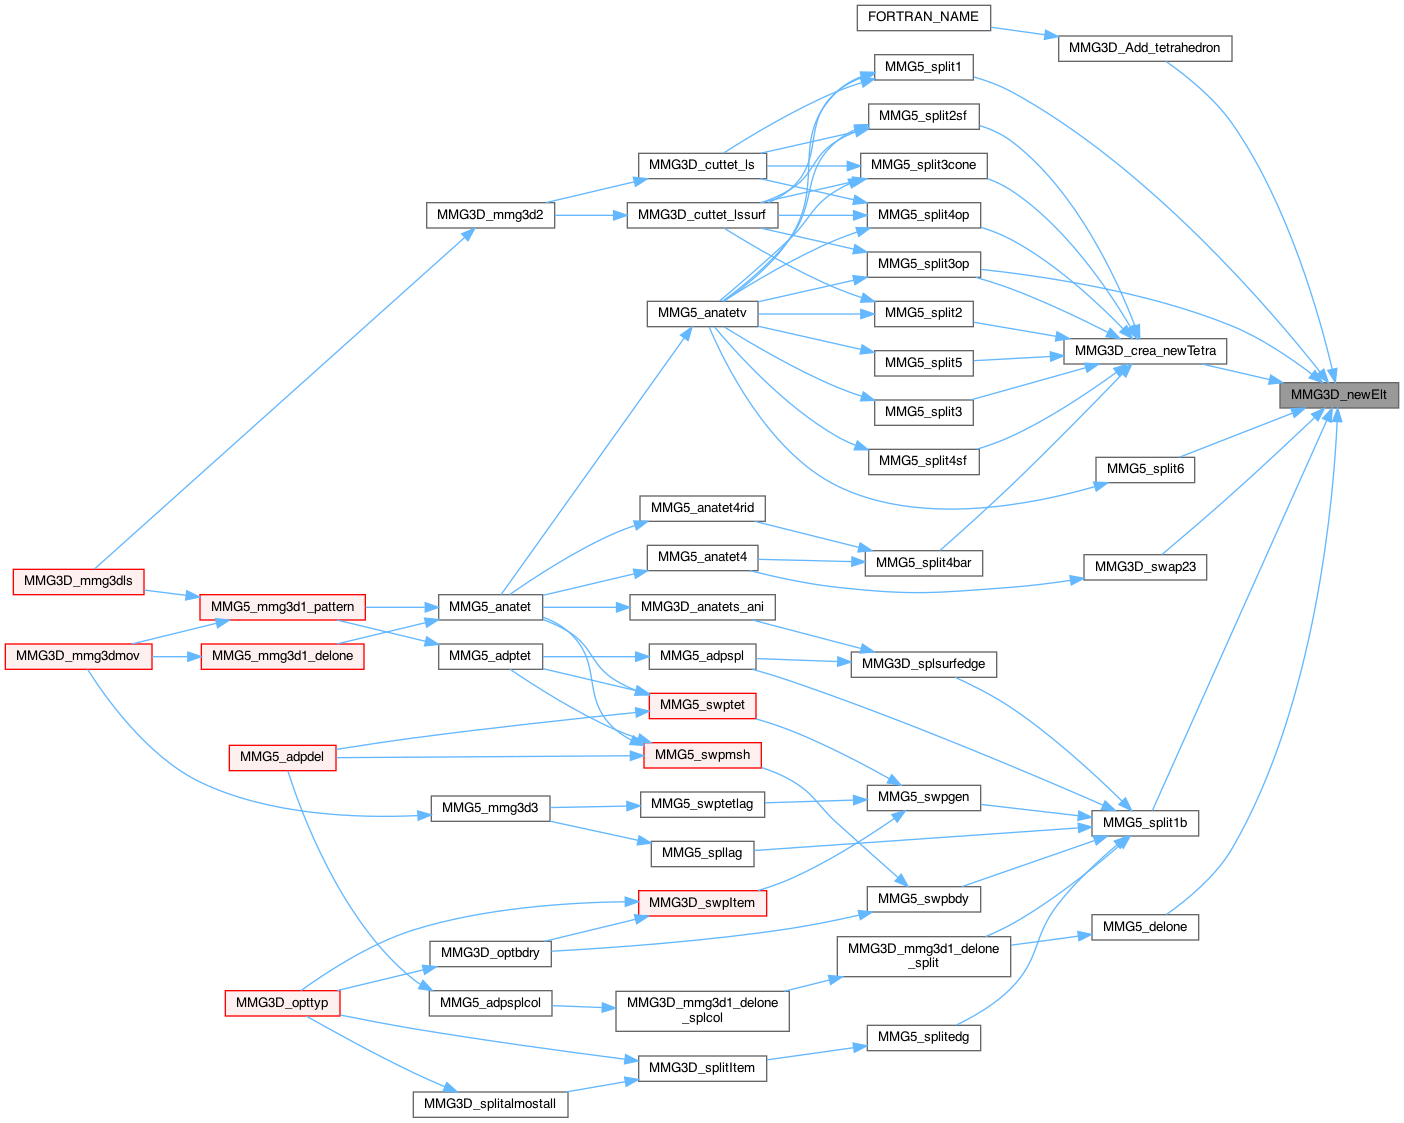 FORTRAN_NAME
MMG3D_Add_tetrahedron
MMG5_split1
MMG5_split2sf
MMG3D_cuttet_ls
MMG5_split3cone
MMG3D_mmg3d2
MMG3D_cuttet_lssurf
MMG5_split4op
MMG5_split3op
MMG5_anatetv
MMG5_split2
MMG3D_crea_newTetra
MMG5_split5
MMG3D_newElt
MMG5_split3
MMG5_split4sf
MMG5_split6
MMG5_anatet4rid
MMG5_anatet4
MMG5_split4bar
MMG3D_swap23
MMG3D_mmg3dls
MMG5_mmg3d1_pattern
MMG5_anatet
MMG3D_anatets_ani
MMG3D_mmg3dmov
MMG5_mmg3d1_delone
MMG5_adptet
MMG5_adpspl
MMG3D_splsurfedge
MMG5_swptet
MMG5_adpdel
MMG5_swpmsh
MMG5_mmg3d3
MMG5_swptetlag
MMG5_swpgen
MMG5_split1b
MMG5_spllag
MMG3D_swpItem
MMG5_swpbdy
MMG5_delone
MMG3D_optbdry
MMG3D_mmg3d1_delone
_split
MMG3D_opttyp
MMG5_adpsplcol
MMG3D_mmg3d1_delone
_splcol
MMG5_splitedg
MMG3D_splitItem
MMG3D_splitalmostall